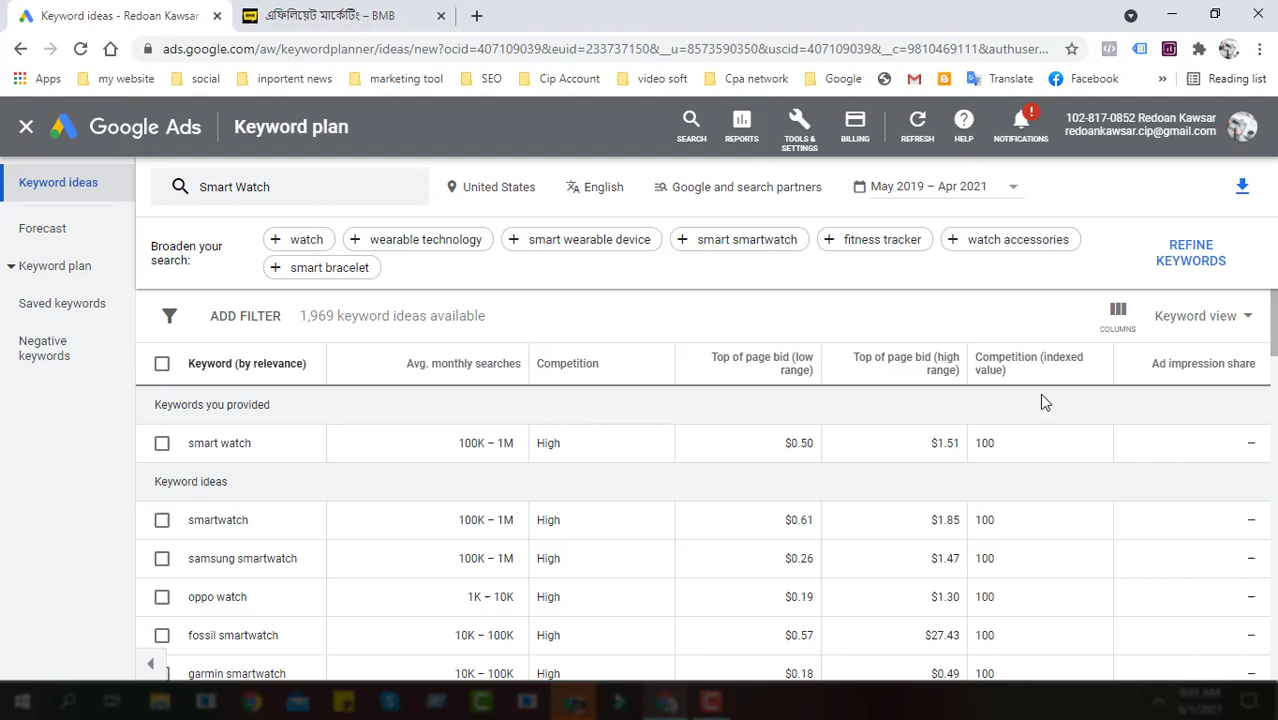 Keyword ideas - Redoan Kawsar
এফিলিয়েট মার্কেটিং – BMB
ads.google.com/aw/keywordplanner/ideas/new?ocid=407109039&euid=233737150&__u=8573590350&uscid=407109039&__c=9810469111&authuser...
Apps my website social inportent news marketing tool SEO Cip Account video soft Cpa network Google Translate Facebook » Reading list
Google Ads Keyword plan
SEARCH REPORTS TOOLS & SETTINGS BILLING REFRESH HELP NOTIFICATIONS
102-817-0852 Redoan Kawsar
redoankawsar.cip@gmail.com
Keyword ideas
Forecast
Keyword plan
Saved keywords
Negative
keywords
Smart Watch United States English Google and search partners May 2019 – Apr 2021
Broaden your
search:
+ watch + wearable technology + smart wearable device + smart smartwatch + fitness tracker + watch accessories
+ smart bracelet
REFINE
KEYWORDS
ADD FILTER 1,969 keyword ideas available COLUMNS Keyword view
Keyword (by relevance) Avg. monthly searches Competition Top of page bid (low range) Top of page bid (high range) Competition (indexed value) Ad impression share
Keywords you provided
smart watch 100K – 1M High $0.50 $1.51 100 –
Keyword ideas
smartwatch 100K – 1M High $0.61 $1.85 100 –
samsung smartwatch 100K – 1M High $0.26 $1.47 100 –
oppo watch 1K – 10K High $0.19 $1.30 100 –
fossil smartwatch 10K – 100K High $0.57 $27.43 100 –
garmin smartwatch 10K – 100K High $0.18 $0.49 100 –